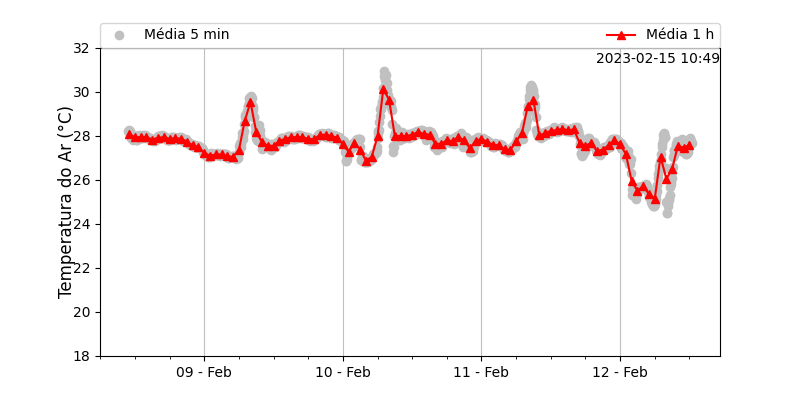 Média 5 min
Média 1 h
2023-02-15 10:49
Temperatura do Ar (°C)
32
30
28
26
24
22
20
18
09 - Feb
10 - Feb
11 - Feb
12 - Feb